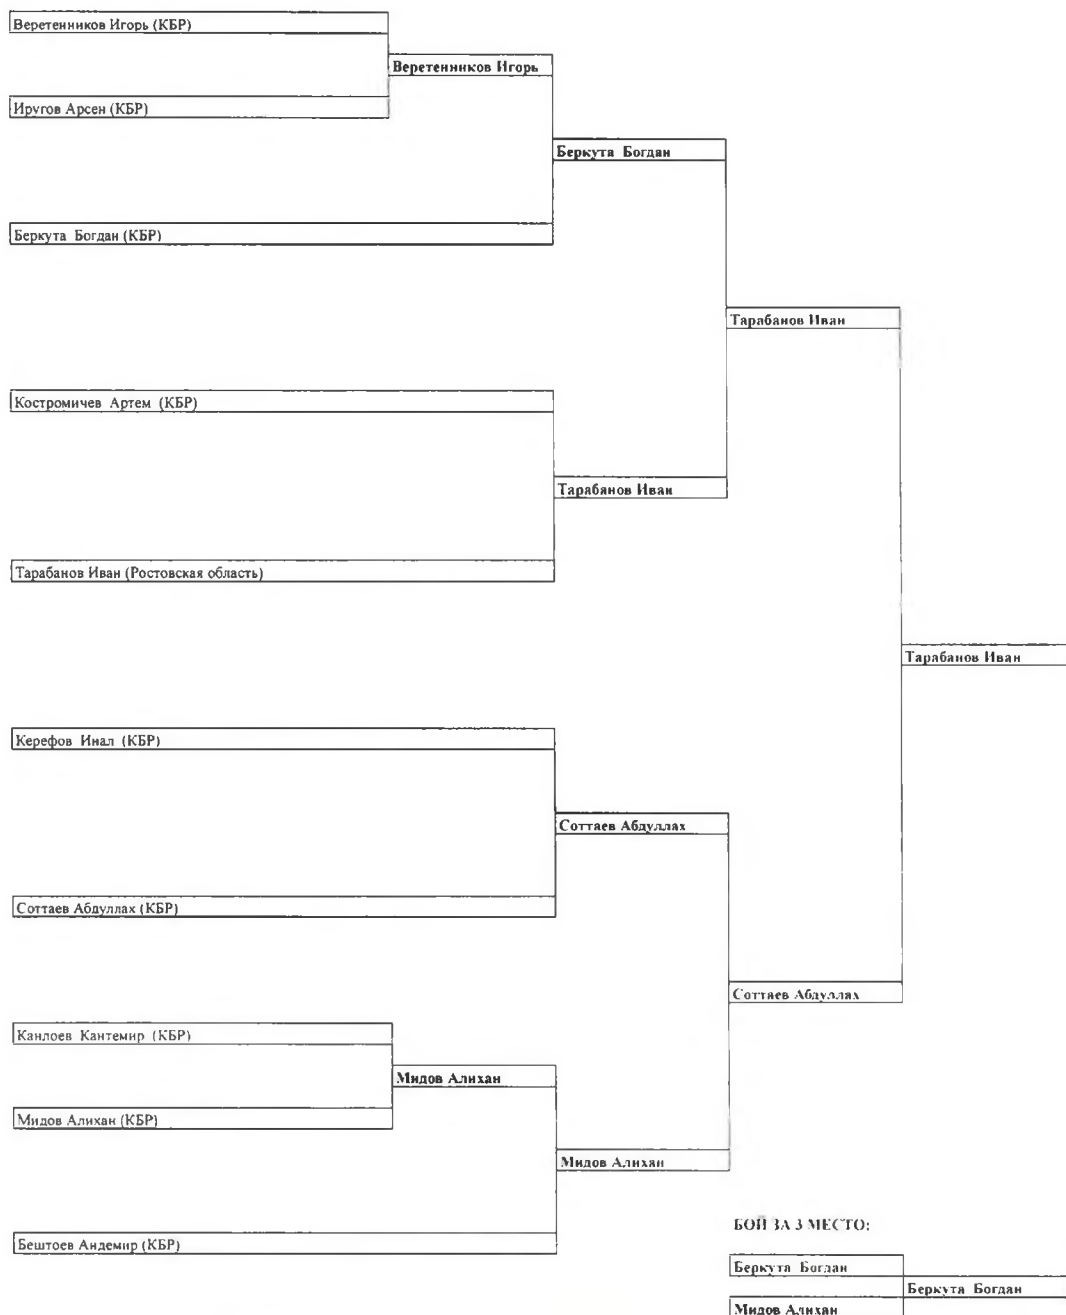 Веретенников Игорь (КБР)
Веретенников Игорь
Иругов Арсен (КБР)
Беркута Богдан
Беркута Богдан (КБР)
Тарабанов Иван
Костромичев Артем (КБР)
Тарабанов Иван
Тарабанов Иван (Ростовская область)
Тарабанов Иван
Керефов Инал (КБР)
Соттаев Абдуллах
Соттаев Абдуллах (КБР)
Соттаев Абдуллах
Канлоев Кантемир (КБР)
Мидов Алихан
Мидов Алихан (КБР)
Мидов Алихан
Бештоев Андемир (КБР)
БОЙ ЗА 3 МЕСТО:
Беркута Богдан
Беркута Богдан
Мидов Алихан